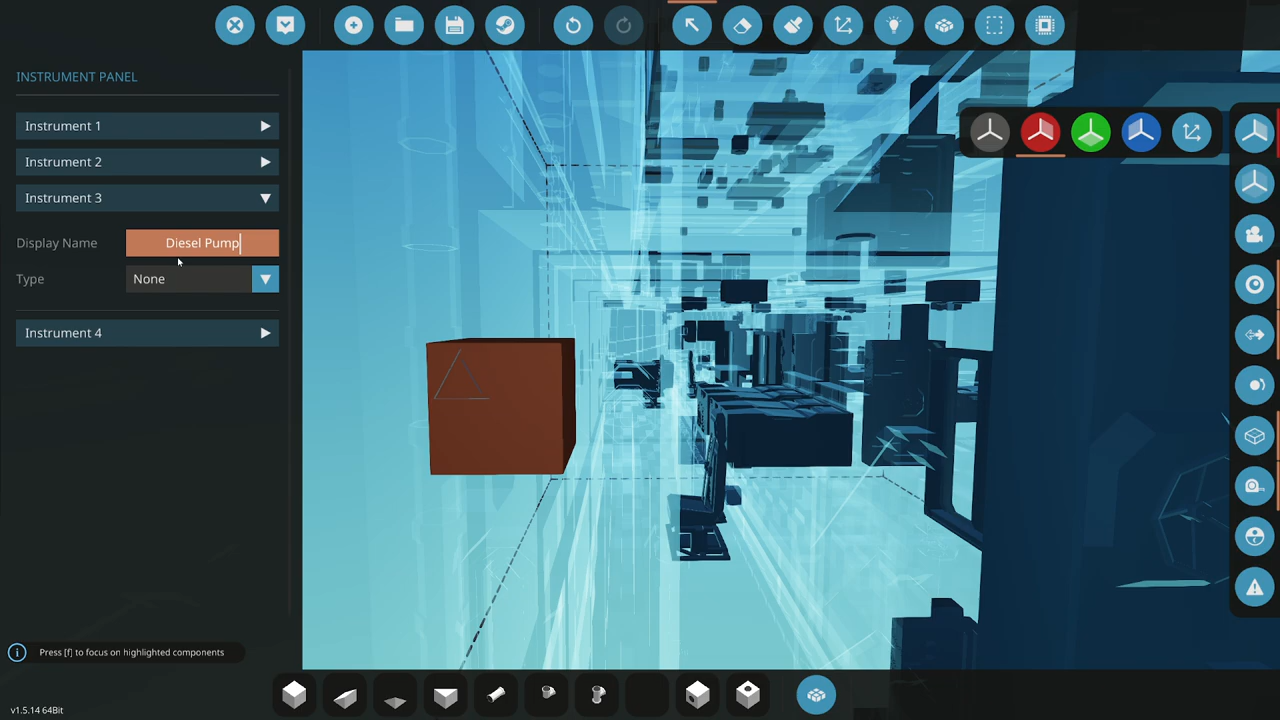 INSTRUMENT PANEL
Instrument 1
Instrument 2
Instrument 3
Display Name
Diesel Pump
Type
None
Instrument 4
Press [f] to focus on highlighted components
v1.5.14 64Bit